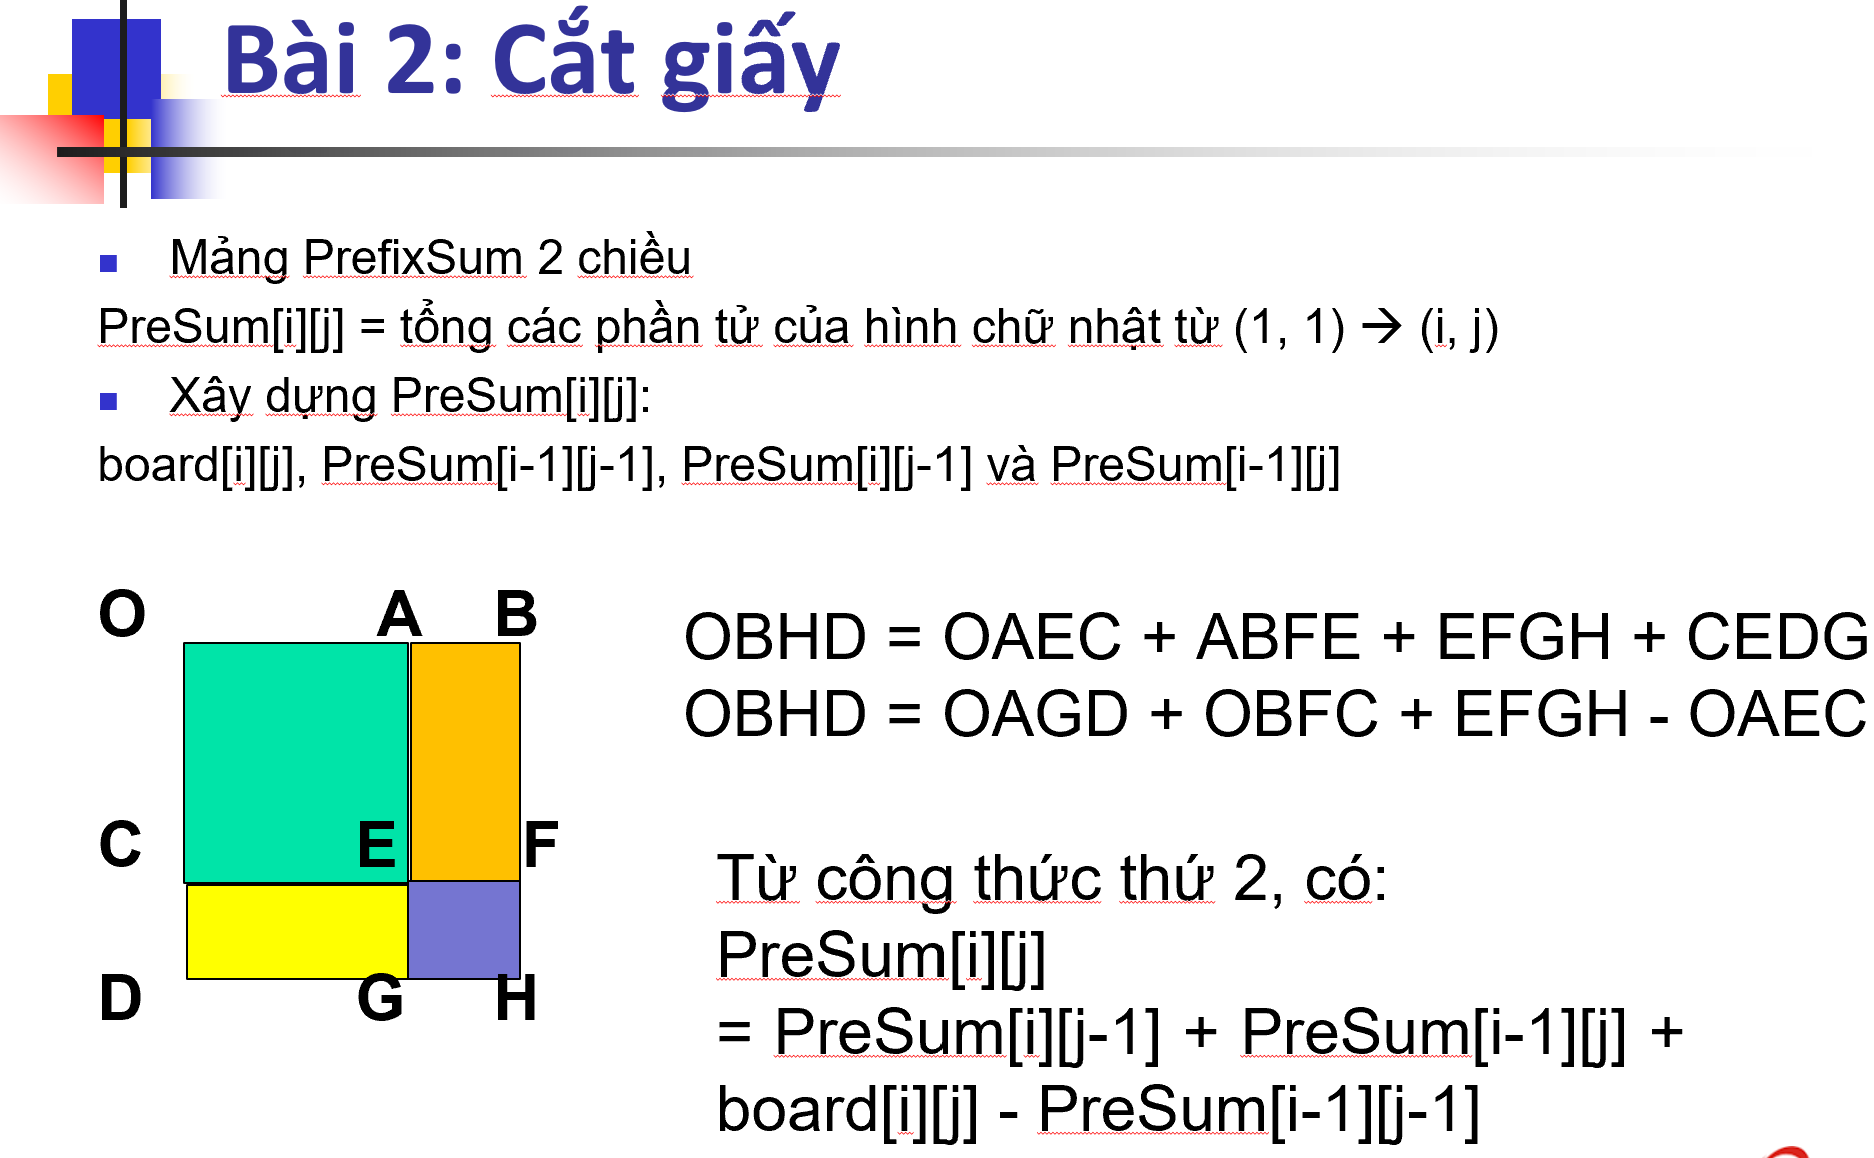 Bài 2: Cắt giấy
Mảng PrefixSum 2 chiều
PreSum[i][j] = tổng các phần tử của hình chữ nhật từ (1, 1) → (i, j)
Xây dựng PreSum[i][j]:
board[i][j], PreSum[i-1][j-1], PreSum[i][j-1] và PreSum[i-1][j]
O A B
C E F
D G H
OBHD = OAEC + ABFE + EFGH + CEDG
OBHD = OAGD + OBFC + EFGH - OAEC
Từ công thức thứ 2, có:
PreSum[i][j]
= PreSum[i][j-1] + PreSum[i-1][j] +
board[i][j] - PreSum[i-1][j-1]